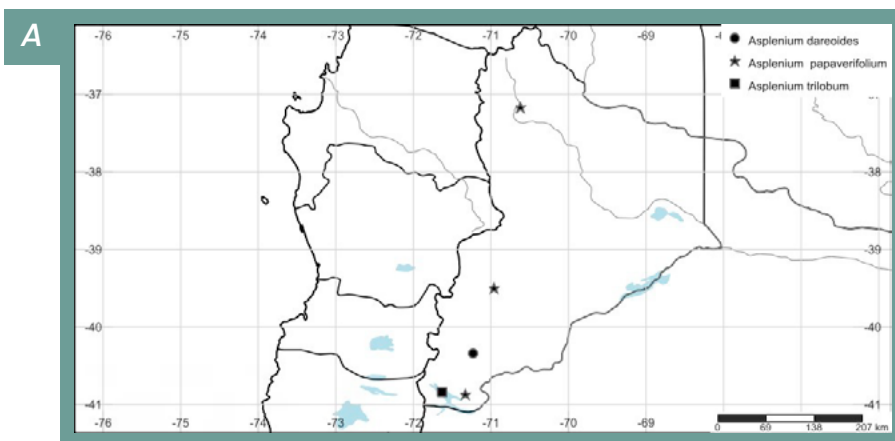 A
-76 -75 -74 -73 -72 -71 -70 -69
Asplenium dareoides
Asplenium papaverifolium
Asplenium trilobum
-37
-38 -38
-39 -39
-40 -40
-41 -41
-76 -75 -74 -73 -72 -71 -70 -69
0 69 138 207 km